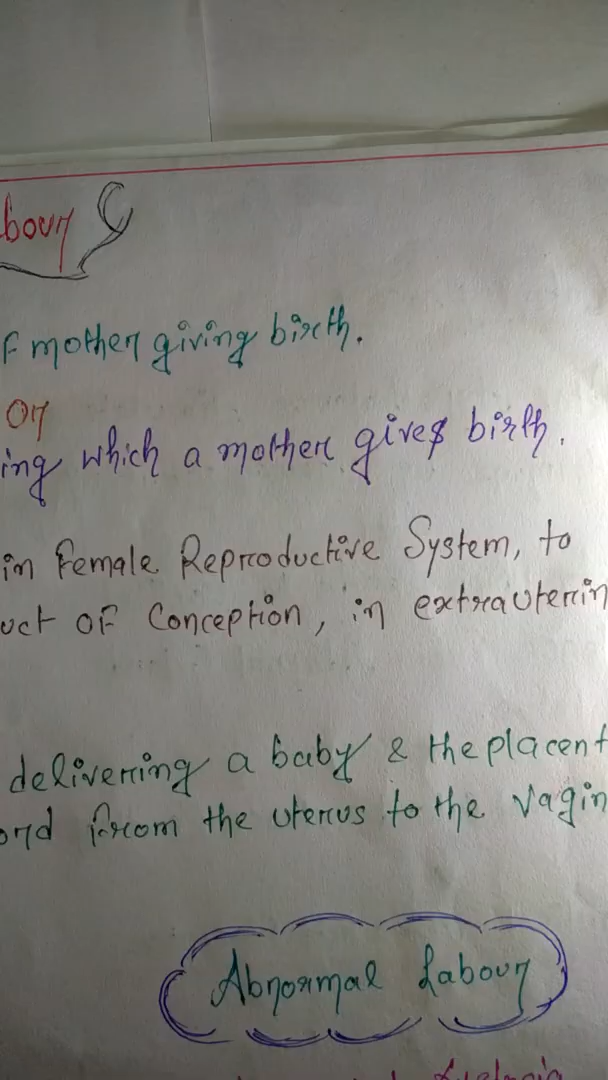 bour
f mother giving birth.
Or
ing which a mother gives birth.
in Female Reproductive System, to
uct of Conception, in extrauterin
delivering a baby & the placent
ord from the uterus to the vagin
Abnormal Labour